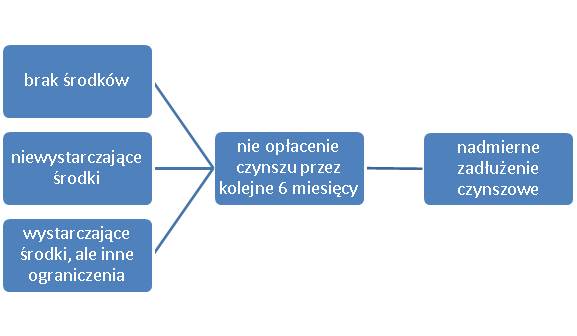 brak środków
niewystarczające
środki
wystarczające
środki, ale inne
ograniczenia
nie opłacenie
czynszu przez
kolejne 6 miesięcy
nadmierne
zadłużenie
czynszowe